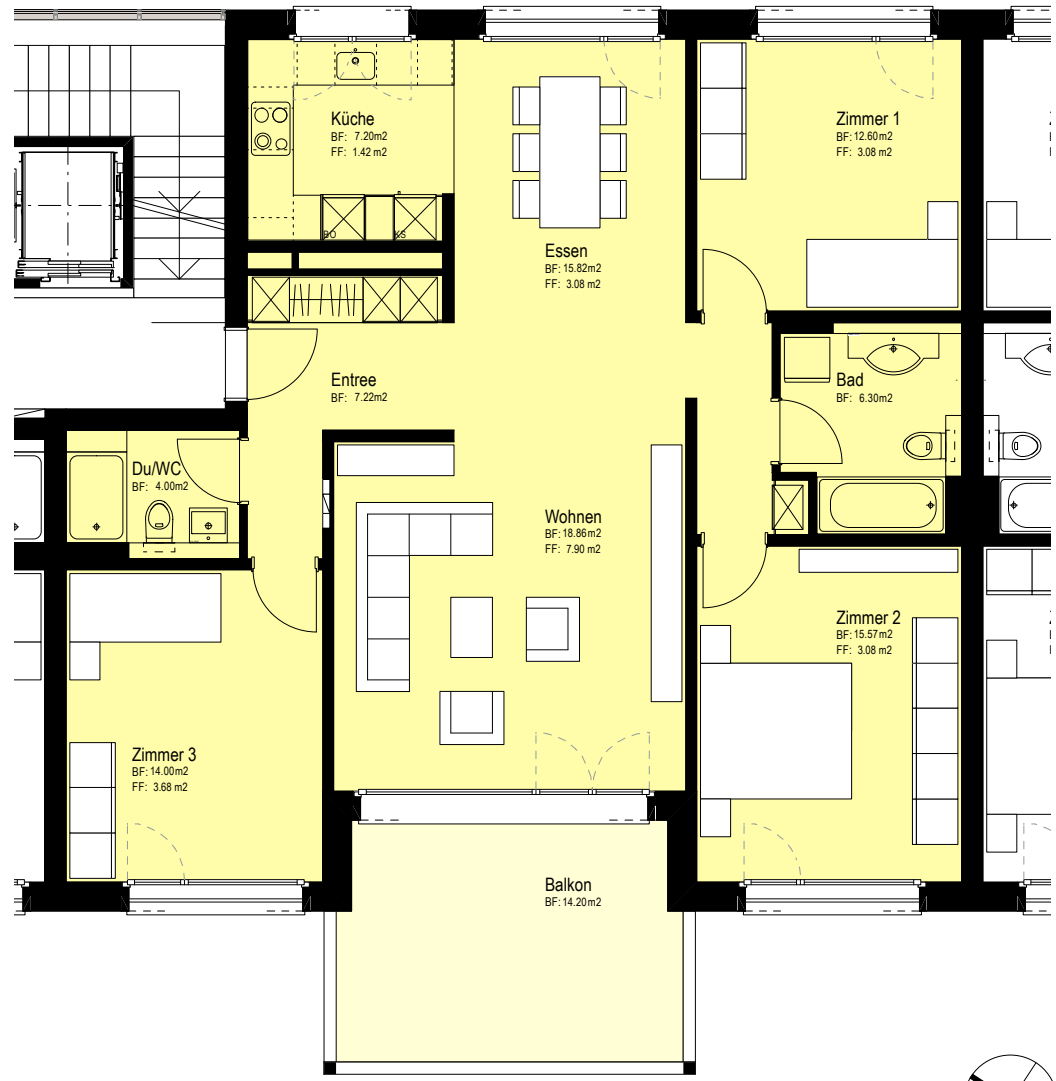 Küche
BF: 7.20m2
FF: 1.42 m2
BO
KS
Essen
BF: 15.82m2
FF: 3.08 m2
Zimmer 1
BF: 12.60m2
FF: 3.08 m2
Entree
BF: 7.22m2
Bad
BF: 6.30m2
Du/WC
BF: 4.00m2
Wohnen
BF: 18.86m2
FF: 7.90 m2
Zimmer 2
BF: 15.57m2
FF: 3.08 m2
Zimmer 3
BF: 14.00m2
FF: 3.68 m2
Balkon
BF: 14.20m2